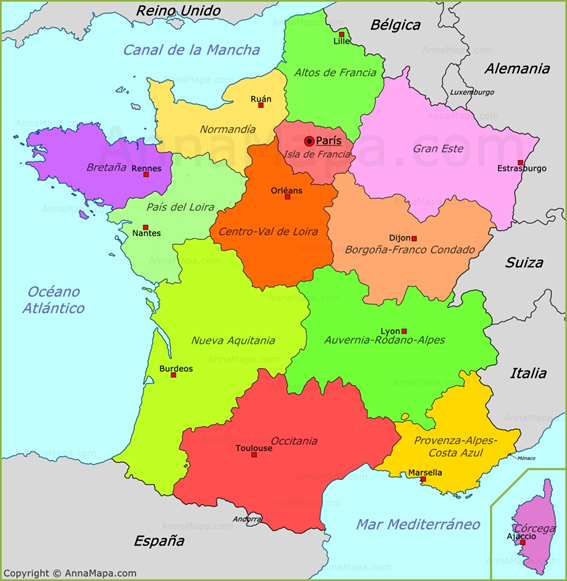 Reino Unido
Bélgica
Canal de la Mancha
Lille
Altos de Francia
Alemania
Luxemburgo
Ruán
Normandía
París
Isla de Francia
Gran Este
Estrasburgo
Bretaña
Rennes
Orléans
País del Loira
Nantes
Centro-Val de Loira
Dijon
Borgoña-Franco Condado
Suiza
Océano
Atlántico
Nueva Aquitania
Lyon
Auvernia-Ródano-Alpes
Burdeos
Italia
Occitania
Toulouse
Provenza-Alpes-
Costa Azul
Mónaco
Marsella
Andorra
España
Mar Mediterráneo
Córcega
Ajaccio
Copyright © AnnaMapa.com
AnnaMapa.com